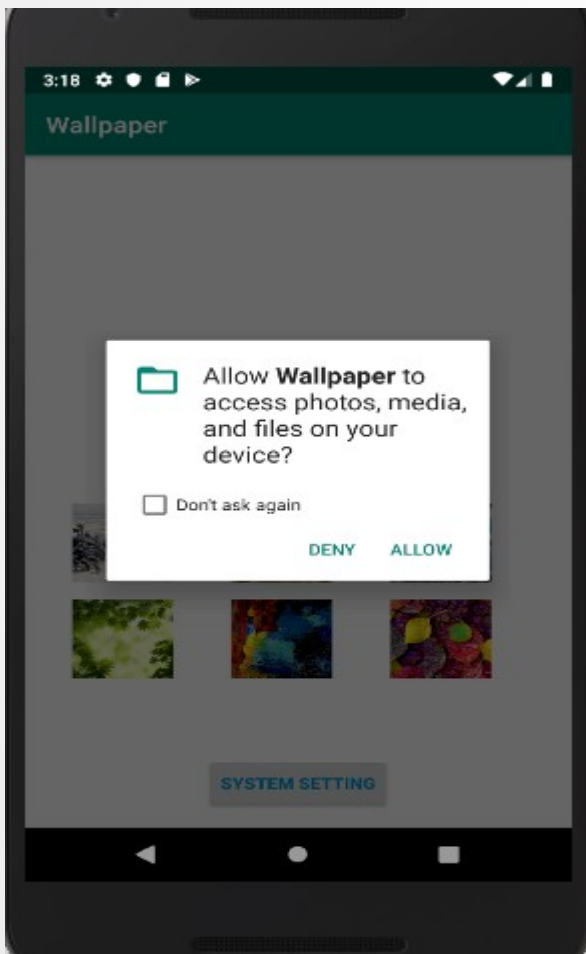 3:18
Wallpaper
Allow Wallpaper to
access photos, media,
and files on your
device?
Don't ask again
DENY ALLOW
SYSTEM SETTING